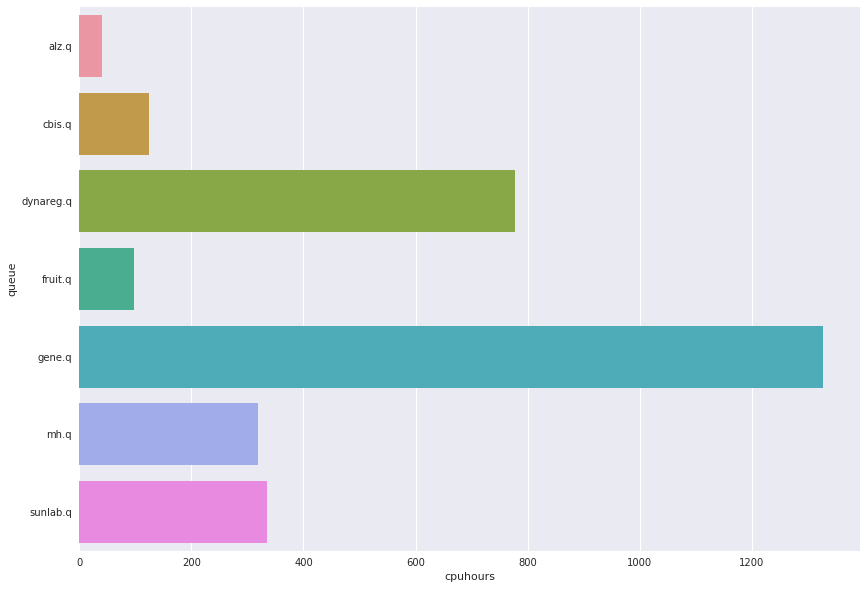 alz.q
cbis.q
dynareg.q
fruit.q
gene.q
mh.q
sunlab.q
queue
0 200 400 600 800 1000 1200
cpuhours